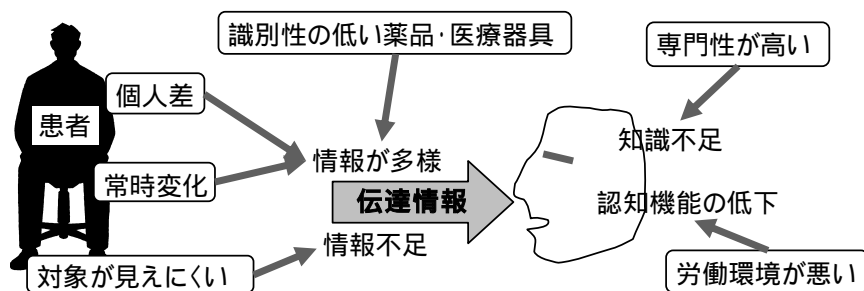 識別性の低い薬品・医療器具
専門性が高い
個人差
患者
知識不足
情報が多様
常時変化
伝達情報
認知機能の低下
情報不足
対象が見えにくい
労働環境が悪い